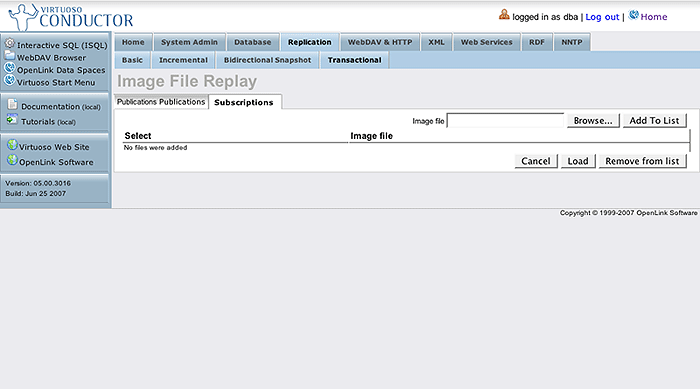 VIRTUOSO
CONDUCTOR
logged in as dba | Log out | Home
Interactive SQL (ISQL)
WebDAV Browser
OpenLink Data Spaces
Virtuoso Start Menu
Documentation (local)
Tutorials (local)
Virtuoso Web Site
OpenLink Software
Version: 05.00.3016
Build: Jun 25 2007
Home System Admin Database Replication WebDAV & HTTP XML Web Services RDF NNTP
Basic Incremental Bidirectional Snapshot Transactional
Image File Replay
Publications Publications Subscriptions
Image file Browse... Add To List
Select Image file
No files were added
Cancel Load Remove from list
Copyright © 1999-2007 OpenLink Software